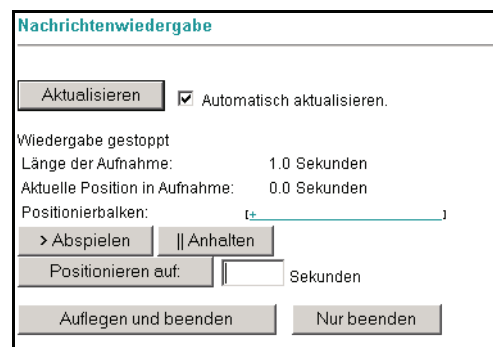 Nachrichtenwiedergabe
Aktualisieren Automatisch aktualisieren.
Wiedergabe gestoppt
Länge der Aufnahme: 1.0 Sekunden
Aktuelle Position in Aufnahme: 0.0 Sekunden
Positionierbalken: [+ ]
> Abspielen || Anhalten
Positionieren auf: Sekunden
Auflegen und beenden Nur beenden